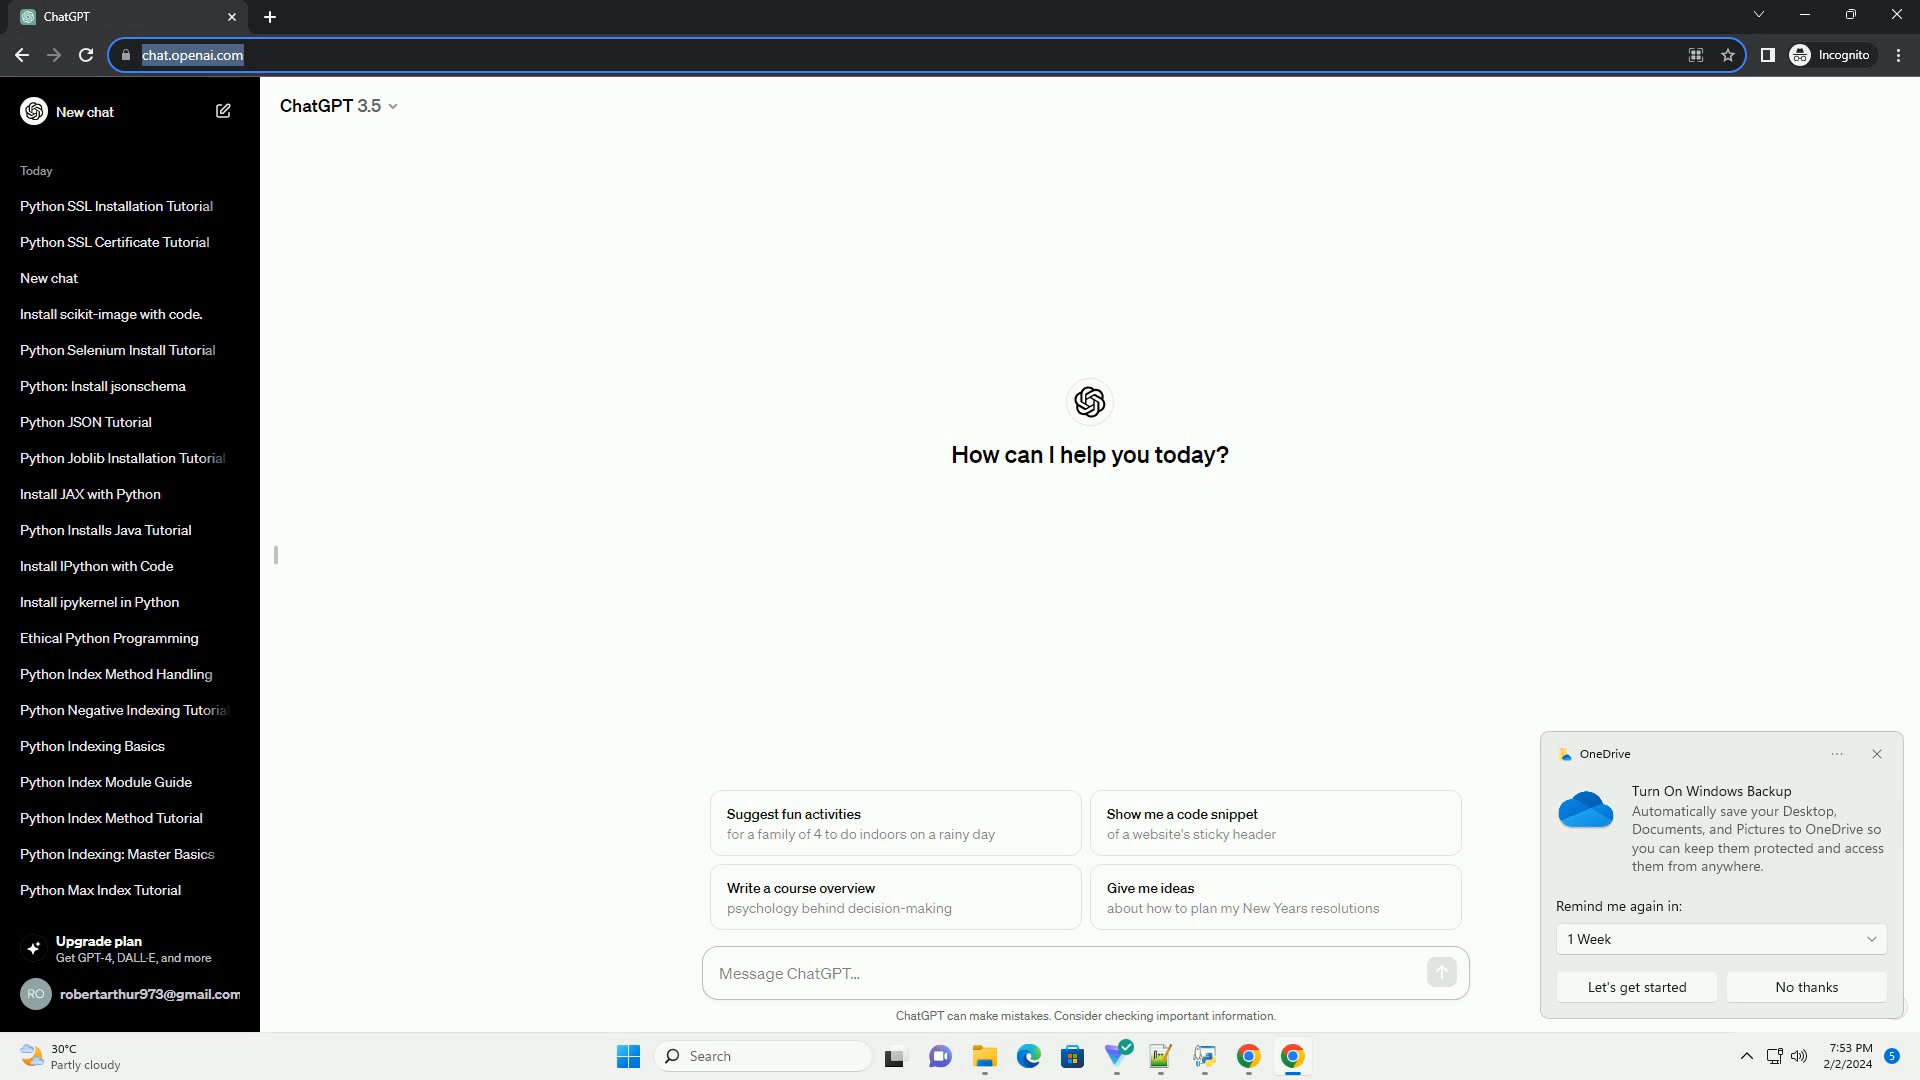 ChatGPT
chat.openai.com
Incognito
New chat
ChatGPT 3.5
Today
Python SSL Installation Tutorial
Python SSL Certificate Tutorial
New chat
Install scikit-image with code.
Python Selenium Install Tutorial
Python: Install jsonschema
Python JSON Tutorial
Python Joblib Installation Tutorial
Install JAX with Python
Python Installs Java Tutorial
Install IPython with Code
Install ipykernel in Python
Ethical Python Programming
Python Index Method Handling
Python Negative Indexing Tutorial
Python Indexing Basics
Python Index Module Guide
Python Index Method Tutorial
Python Indexing: Master Basics
Python Max Index Tutorial
Upgrade plan
Get GPT-4, DALL·E, and more
RO
robertarthur973@gmail.com
How can I help you today?
Suggest fun activities
for a family of 4 to do indoors on a rainy day
Show me a code snippet
of a website's sticky header
Write a course overview
psychology behind decision-making
Give me ideas
about how to plan my New Years resolutions
Message ChatGPT...
ChatGPT can make mistakes. Consider checking important information.
OneDrive
Turn On Windows Backup
Automatically save your Desktop,
Documents, and Pictures to OneDrive so
you can keep them protected and access
them from anywhere.
Remind me again in:
1 Week
Let's get started
No thanks
30°C
Partly cloudy
Search
7:53 PM
2/2/2024
5